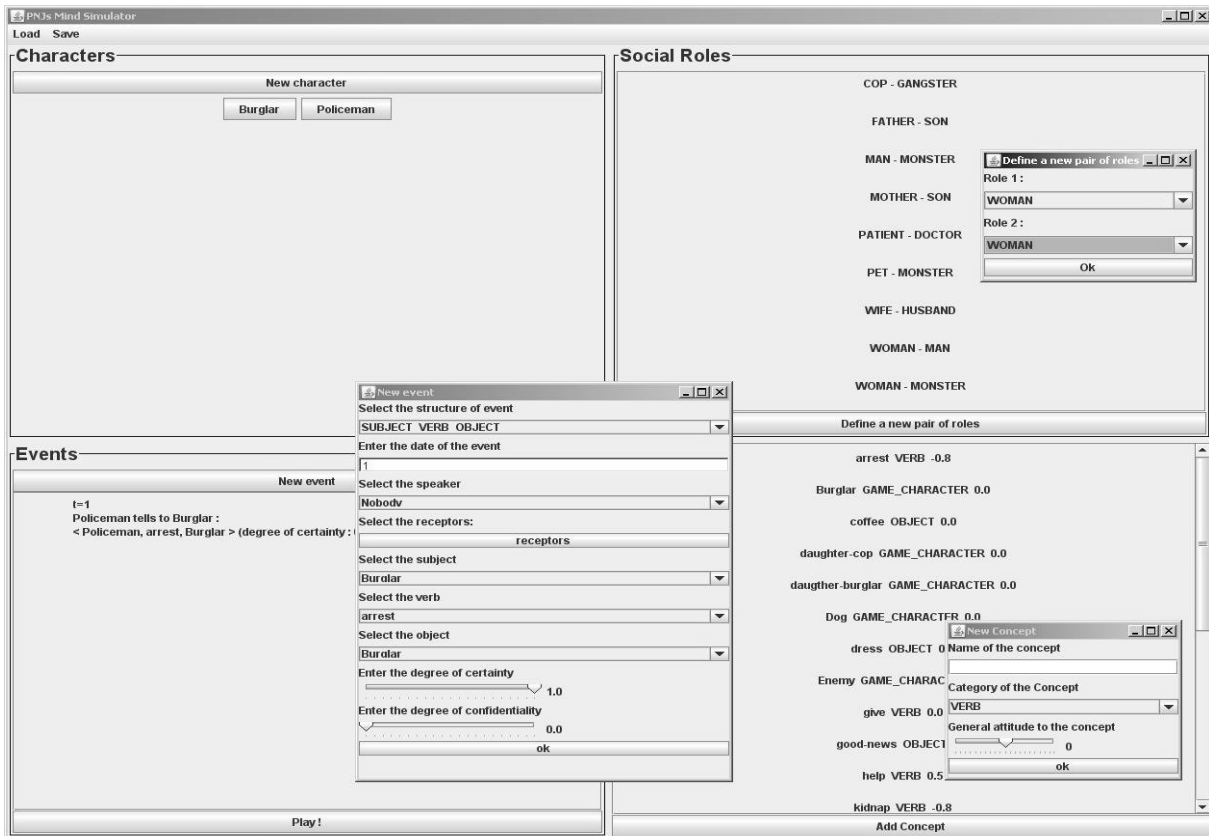 PNJs Mind Simulator
Load Save
Characters
New character
Burglar Policeman
Social Roles
COP - GANGSTER
FATHER - SON
MAN - MONSTER
MOTHER - SON
PATIENT - DOCTOR
PET - MONSTER
WIFE - HUSBAND
WOMAN - MAN
WOMAN - MONSTER
Define a new pair of roles
Define a new pair of roles
Role 1 :
WOMAN
Role 2 :
WOMAN
Ok
Events
New event
t=1
Policeman tells to Burglar :
< Policeman, arrest, Burglar > (degree of certainty :
Play !
New event
Select the structure of event
SUBJECT VERB OBJECT
Enter the date of the event
1
Select the speaker
Nobody
Select the receptors:
receptors
Select the subject
Burglar
Select the verb
arrest
Select the object
Burglar
Enter the degree of certainty
1.0
Enter the degree of confidentiality
0.0
ok
arrest VERB -0.8
Burglar GAME_CHARACTER 0.0
coffee OBJECT 0.0
daughter-cop GAME_CHARACTER 0.0
daugther-burglar GAME_CHARACTER 0.0
Dog GAME_CHARACTER 0.0
dress OBJECT 0
Enemy GAME_CHARAC
give VERB 0.0
good-news OBJECT
help VERB 0.5
kidnap VERB -0.8
Add Concept
New Concept
Name of the concept
Category of the Concept
VERB
General attitude to the concept
0
ok